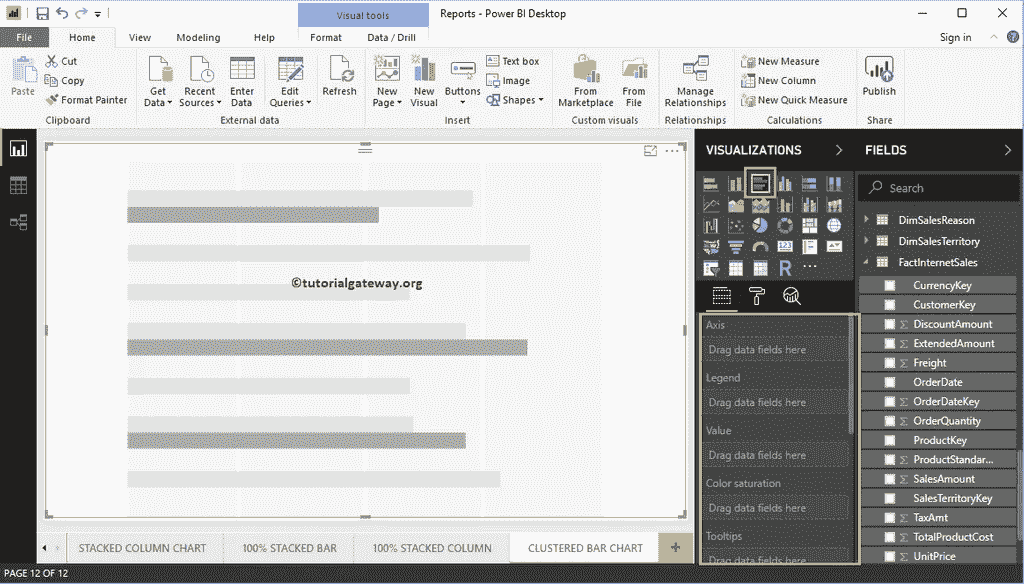 Visual tools
Reports - Power BI Desktop
File
Home
View
Modeling
Help
Format
Data / Drill
Sign in
Paste
Cut
Copy
Format Painter
Clipboard
Get Data
Recent Sources
Enter Data
Edit Queries
Refresh
External data
New Page
New Visual
Buttons
Text box
Image
Shapes
Insert
From Marketplace
From File
Custom visuals
Manage Relationships
Relationships
New Measure
New Column
New Quick Measure
Calculations
Publish
Share
©tutorialgateway.org
VISUALIZATIONS
123
R
Axis
Drag data fields here
Legend
Drag data fields here
Value
Drag data fields here
Color saturation
Drag data fields here
Tooltips
Drag data fields here
FIELDS
Search
DimSalesReason
DimSalesTerritory
FactInternetSales
CurrencyKey
CustomerKey
Σ DiscountAmount
Σ ExtendedAmount
Σ Freight
OrderDate
Σ OrderDateKey
Σ OrderQuantity
ProductKey
Σ ProductStandar...
Σ SalesAmount
SalesTerritoryKey
Σ TaxAmt
Σ TotalProductCost
Σ UnitPrice
STACKED COLUMN CHART
100% STACKED BAR
100% STACKED COLUMN
CLUSTERED BAR CHART
PAGE 12 OF 12